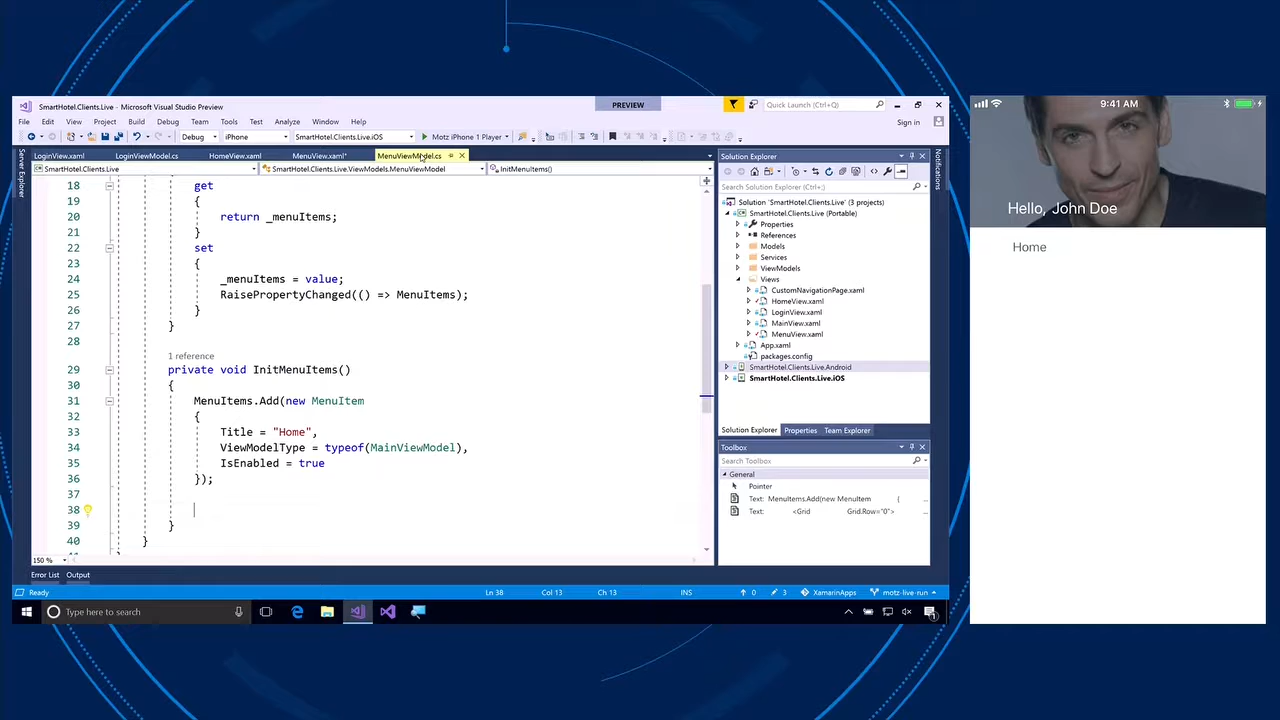 SmartHotel.Clients.Live - Microsoft Visual Studio Preview
PREVIEW
Quick Launch (Ctrl+Q)
File Edit View Project Build Debug Team Tools Test Analyze Window Help
Sign in
Debug iPhone SmartHotel.Clients.Live.iOS Motz iPhone 1 Player
LoginView.xaml LoginViewModel.cs HomeView.xaml MenuView.xaml* MenuViewModel.cs
SmartHotel.Clients.Live SmartHotel.Clients.Live.ViewModels.MenuViewModel InitMenuItems()
Server Explorer
18 get
19 {
20 return _menuItems;
21 }
22 set
23 {
24 _menuItems = value;
25 RaisePropertyChanged(() => MenuItems);
26 }
27 }
28
1 reference
29 private void InitMenuItems()
30 {
31 MenuItems.Add(new MenuItem
32 {
33 Title = "Home",
34 ViewModelType = typeof(MainViewModel),
35 IsEnabled = true
36 });
37
38
39 }
40 }
150 %
Error List Output
Solution Explorer
Search Solution Explorer (Ctrl+;)
Solution 'SmartHotel.Clients.Live' (3 projects)
SmartHotel.Clients.Live (Portable)
Properties
References
Models
Services
ViewModels
Views
CustomNavigationPage.xaml
HomeView.xaml
LoginView.xaml
MainView.xaml
MenuView.xaml
App.xaml
packages.config
SmartHotel.Clients.Live.Android
SmartHotel.Clients.Live.iOS
Solution Explorer Properties Team Explorer
Toolbox
Search Toolbox
General
Pointer
Text: MenuItems.Add(new MenuItem { ...
Text: <Grid Grid.Row="0"> ...
Notifications
Ready Ln 38 Col 13 Ch 13 INS 0 3 XamarinApps motz-live-run
Type here to search
1
9:41 AM
Hello, John Doe
Home